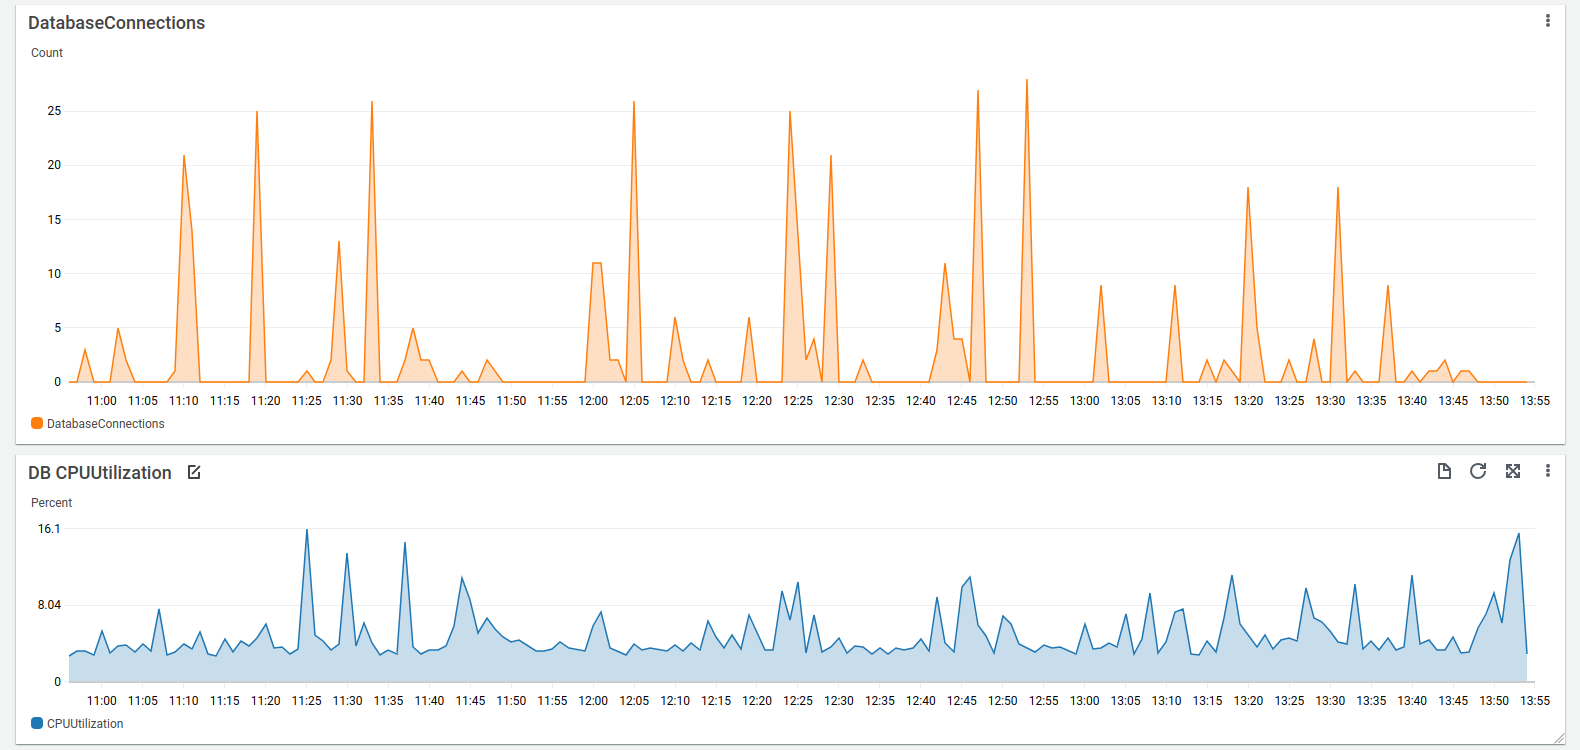 DatabaseConnections
Count
25
20
15
10
5
0
11:00 11:05 11:10 11:15 11:20 11:25 11:30 11:35 11:40 11:45 11:50 11:55 12:00 12:05 12:10 12:15 12:20 12:25 12:30 12:35 12:40 12:45 12:50 12:55 13:00 13:05 13:10 13:15 13:20 13:25 13:30 13:35 13:40 13:45 13:50 13:55
DatabaseConnections
DB CPUUtilization
Percent
16.1
8.04
0
11:00 11:05 11:10 11:15 11:20 11:25 11:30 11:35 11:40 11:45 11:50 11:55 12:00 12:05 12:10 12:15 12:20 12:25 12:30 12:35 12:40 12:45 12:50 12:55 13:00 13:05 13:10 13:15 13:20 13:25 13:30 13:35 13:40 13:45 13:50 13:55
CPUUtilization